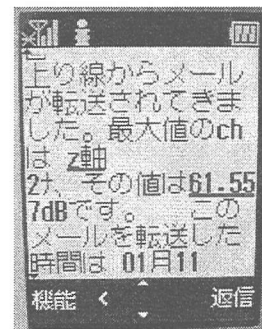 上り線からメール
が転送されてきま
した。最大値のch
は z軸
2ｹ、その値は61.55
7dBです。 この
メールを転送した
時間は 01月11
機能 < 返信